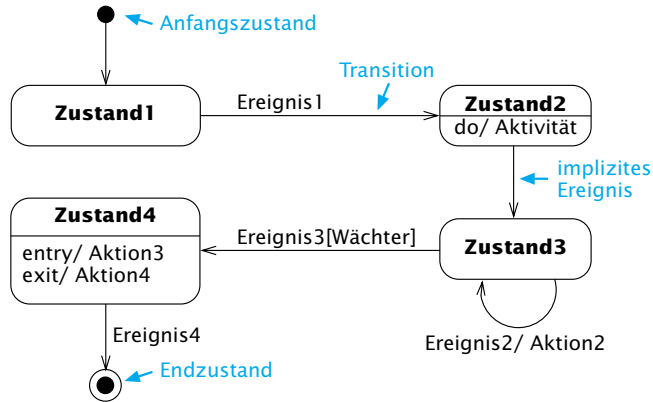 Anfangszustand
Transition
Zustand1
Ereignis1
Zustand2
do/ Aktivität
implizites
Ereignis
Zustand4
entry/ Aktion3
exit/ Aktion4
Ereignis3[Wächter]
Zustand3
Ereignis4
Ereignis2/ Aktion2
Endzustand